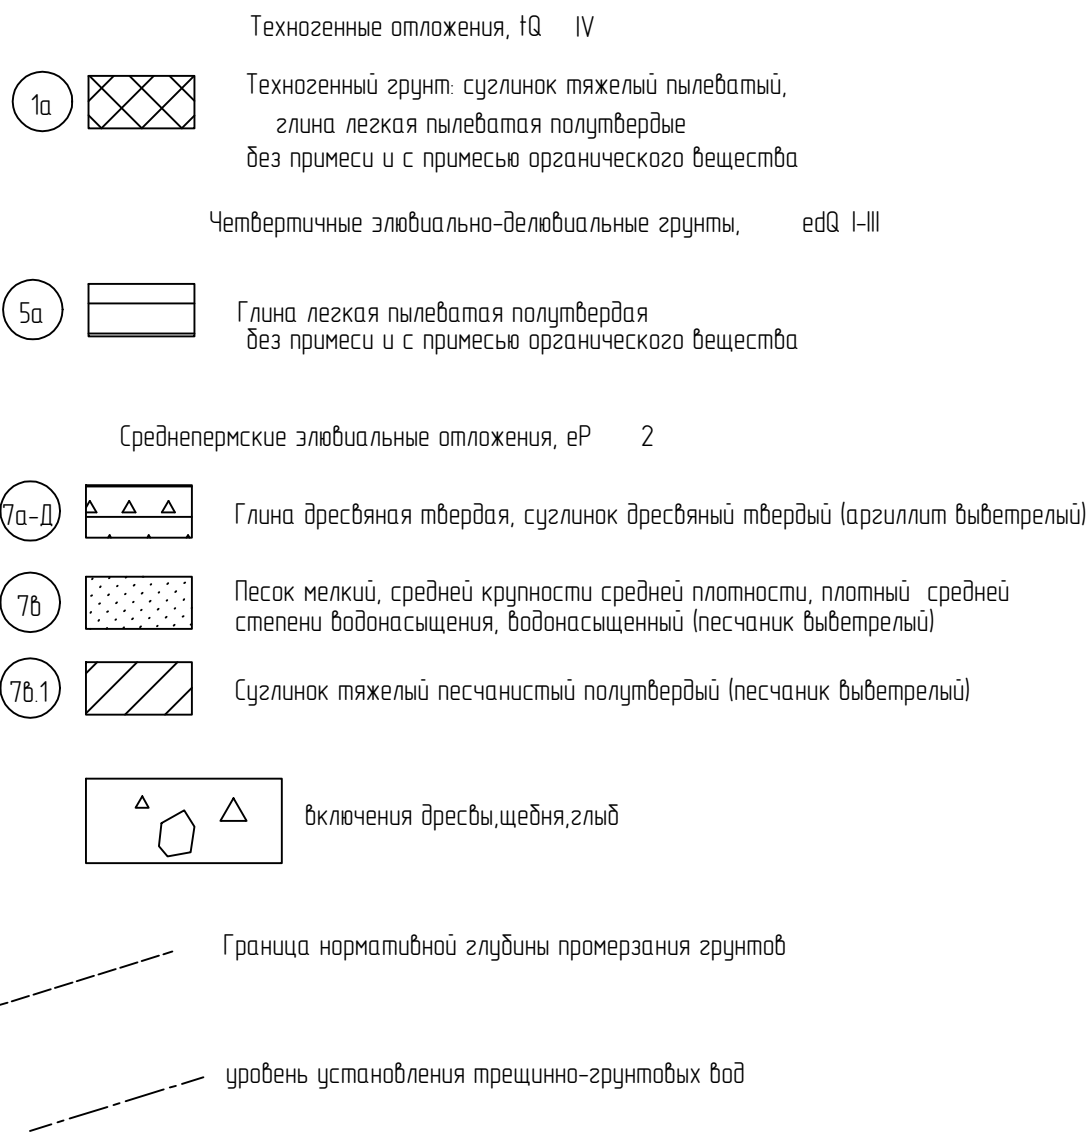 Техногенные отложения, tQ IV
1а
Техногенный грунт: суглинок тяжелый пылеватый,
глина легкая пылеватая полутвердые
без примеси и с примесью органического вещества
Четвертичные элювиально-делювиальные грунты, edQ I-III
5а
Глина легкая пылеватая полутвердая
без примеси и с примесью органического вещества
Среднепермские элювиальные отложения, eP 2
7а-Д
Глина дресвяная твердая, суглинок дресвяный твердый (аргиллит выветрелый)
7в
Песок мелкий, средней крупности средней плотности, плотный средней
степени водонасыщения, водонасыщенный (песчаник выветрелый)
7в.1
Суглинок тяжелый песчанистый полутвердый (песчаник выветрелый)
включения дресвы,щебня,глыб
Граница нормативной глубины промерзания грунтов
уровень установления трещинно-грунтовых вод